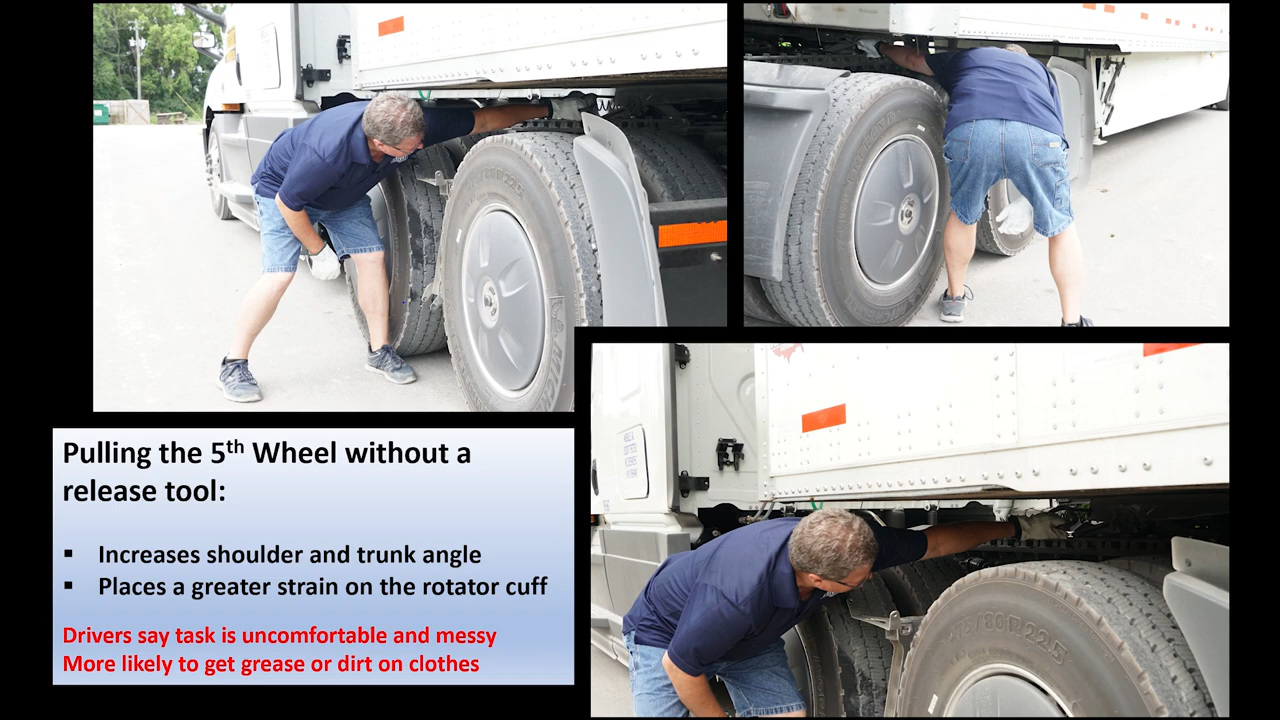 Pulling the 5th Wheel without a
release tool:
▪ Increases shoulder and trunk angle
▪ Places a greater strain on the rotator cuff
Drivers say task is uncomfortable and messy
More likely to get grease or dirt on clothes